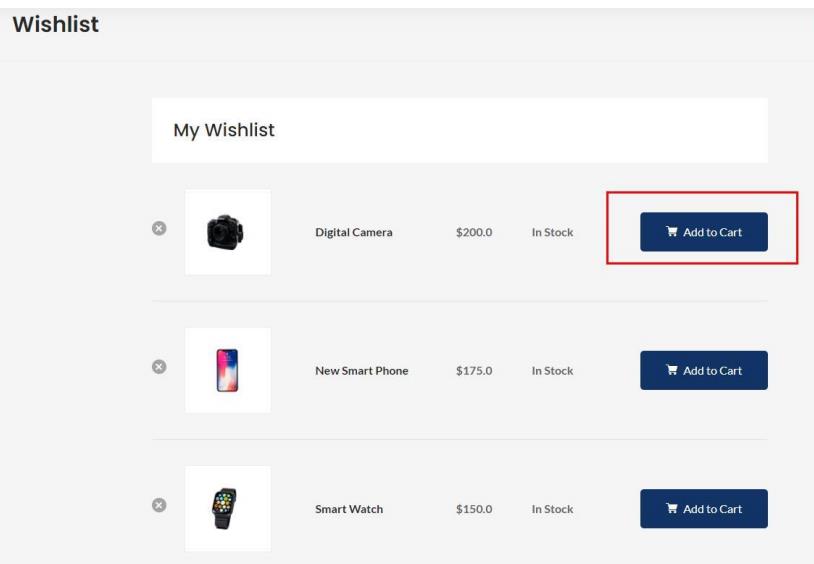 Wishlist
My Wishlist
Digital Camera $200.0 In Stock Add to Cart
New Smart Phone $175.0 In Stock Add to Cart
Smart Watch $150.0 In Stock Add to Cart